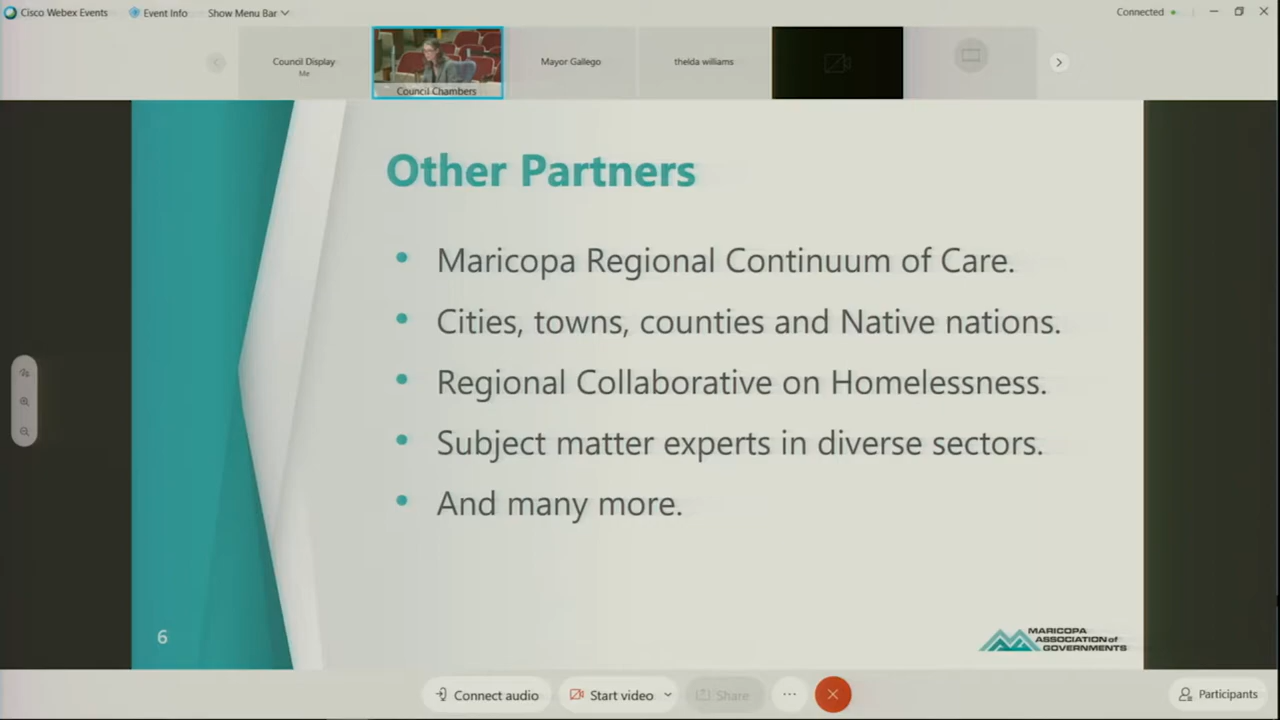 Cisco Webex Events
Event Info
Show Menu Bar
Connected
Council Display
Me
Council Chambers
Mayor Gallego
thelda wiliams
Other Partners
• Maricopa Regional Continuum of Care.
• Cities, towns, counties and Native nations.
• Regional Collaborative on Homelessness.
• Subject matter experts in diverse sectors.
• And many more.
6
MARICOPA
ASSOCIATION of
GOVERNMENTS
Connect audio
Start video
Share
Participants